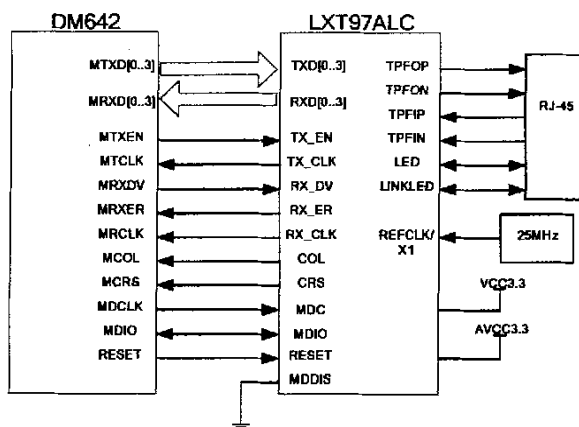 DM642 LXT97ALC
MTXD[0..3] TXD[0..3] TPFOP
MRXD[0..3] RXD[0..3] TPFON RJ-45
TPFIP
MTXEN TX_EN TPFIN
MTCLK TX_CLK LED
MRXDV RX_DV LINKLED
MRXER RX_ER
MRCLK RX_CLK REFCLK/ 25MHz
X1
MCOL COL
MCRS CRS VCC3.3
MDCLK MDC
MDIO MDIO AVCC3.3
RESET RESET
MDDIS